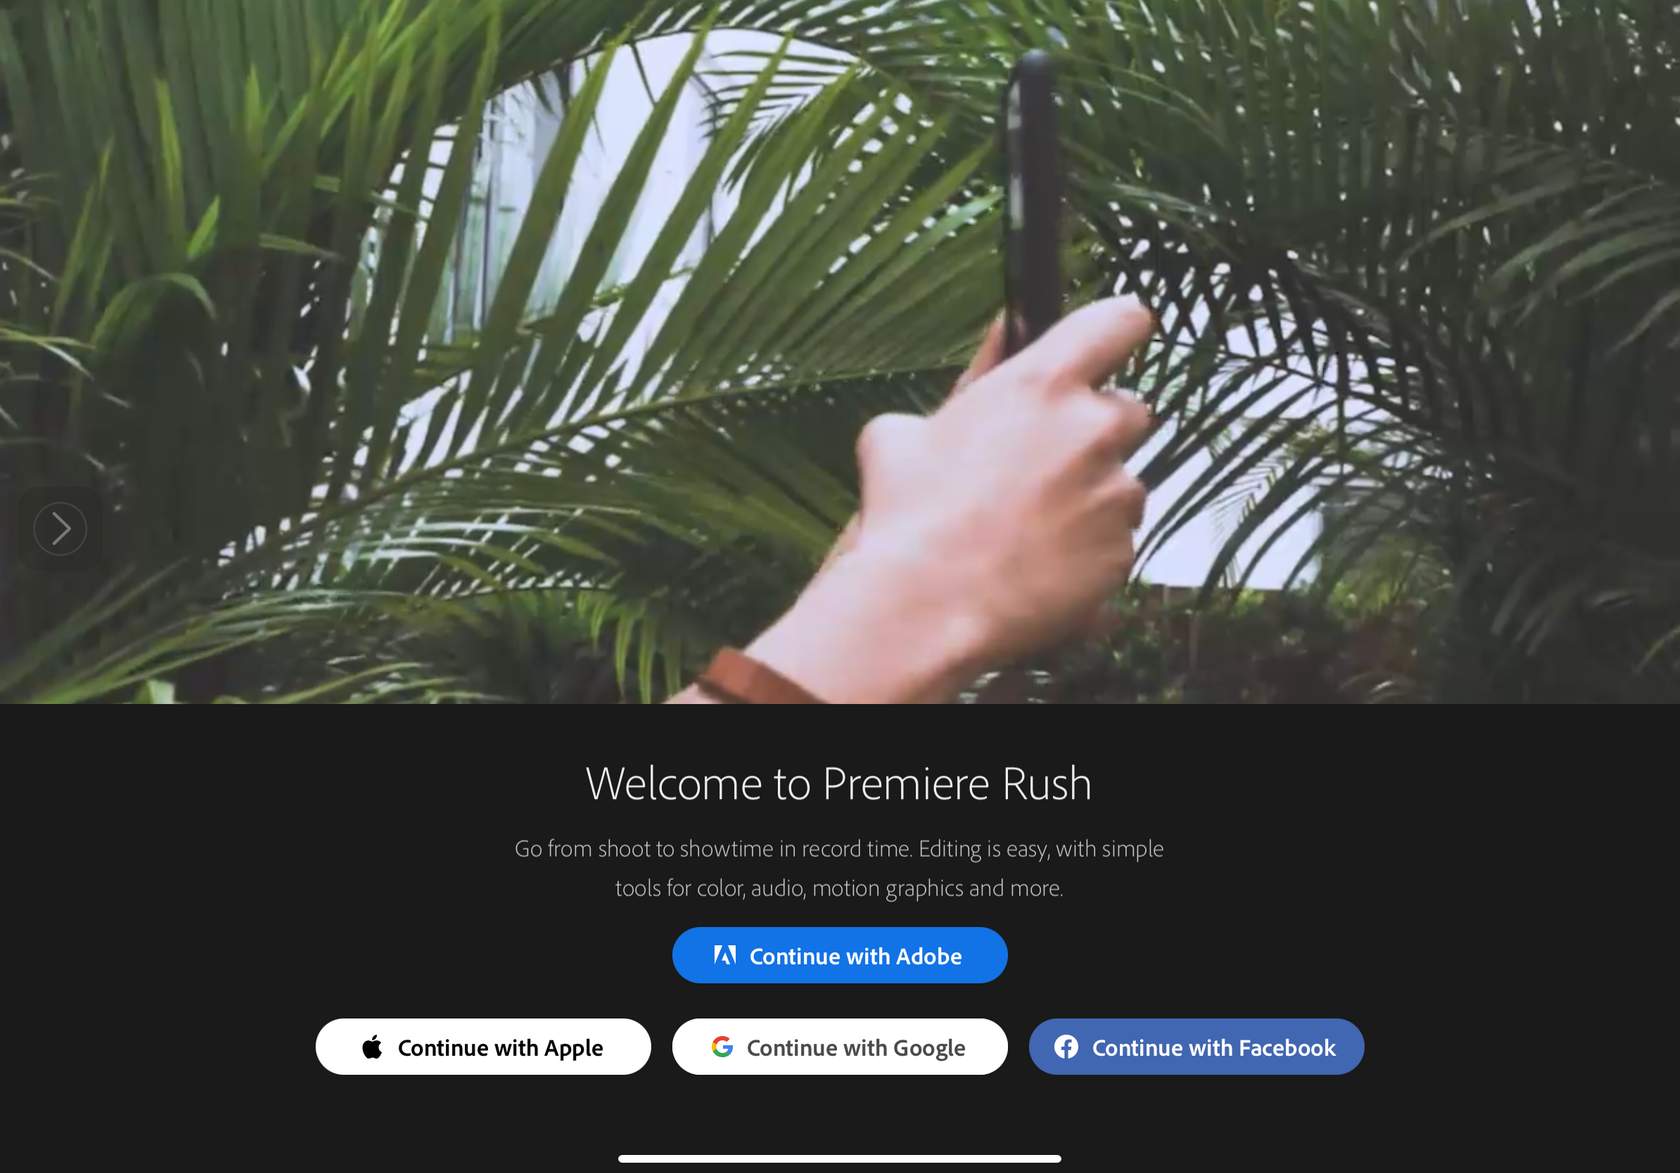 Welcome to Premiere Rush
Go from shoot to showtime in record time. Editing is easy, with simple
tools for color, audio, motion graphics and more.
Continue with Adobe
Continue with Apple
Continue with Google
Continue with Facebook